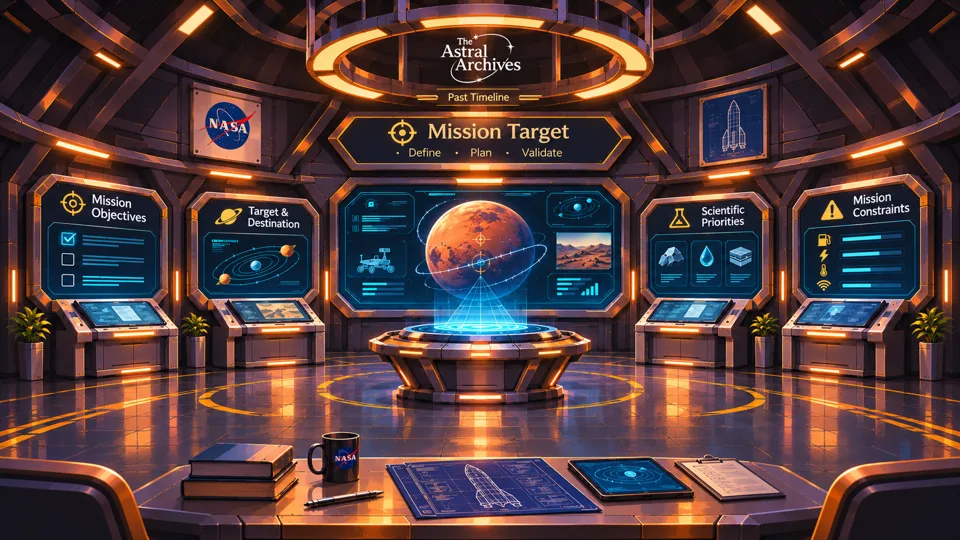 The
Astral
Archives
Past Timeline
NASA
Mission Target
• Define • Plan • Validate
Mission
Objectives
Target &
Destination
Scientific
Priorities
Mission
Constraints
NASA